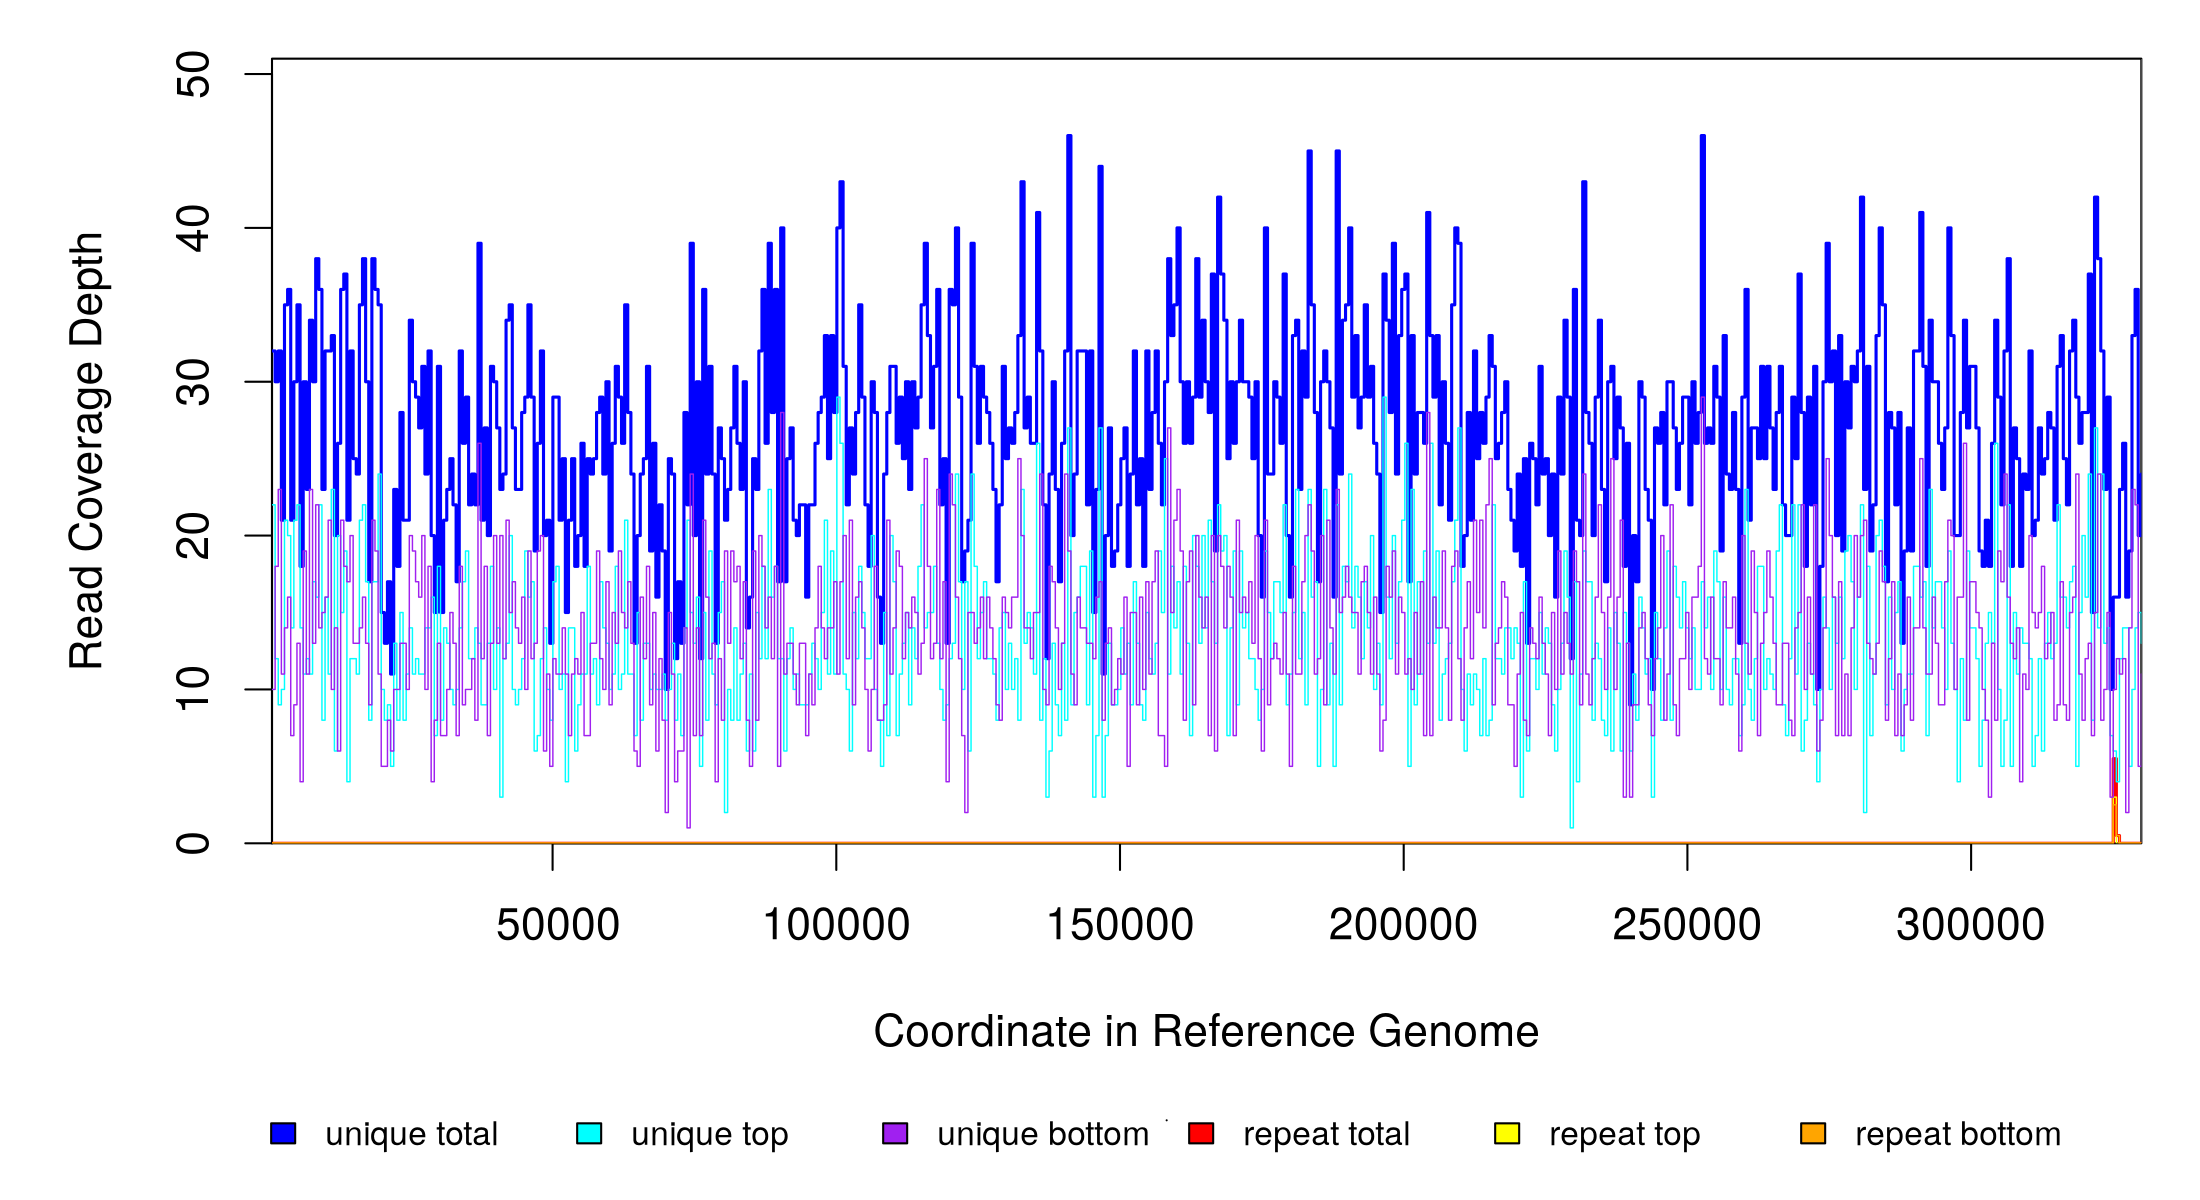 50
40
30
20
10
0
Read Coverage Depth
50000 100000 150000 200000 250000 300000
Coordinate in Reference Genome
unique total unique top unique bottom repeat total repeat top repeat bottom